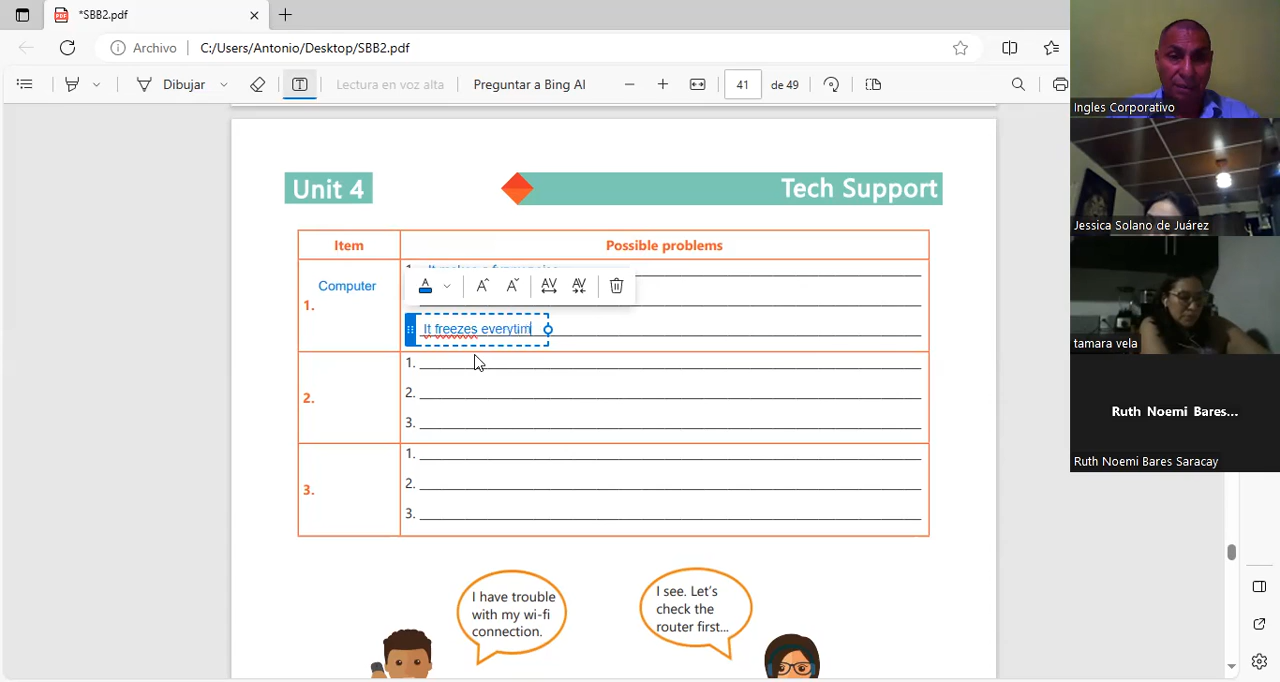 *SBB2.pdf
Archivo
C:/Users/Antonio/Desktop/SBB2.pdf
Dibujar
Lectura en voz alta
Preguntar a Bing AI
41
de 49
Unit 4
Tech Support
Item
Possible problems
Computer
1.
It freezes everytim
2.
1.
2.
3.
3.
1.
2.
3.
I have trouble
with my wi-fi
connection.
I see. Let's
check the
router first...
Ingles Corporativo
Jessica Solano de Juárez
tamara vela
Ruth Noemi Bares...
Ruth Noemi Bares Saracay